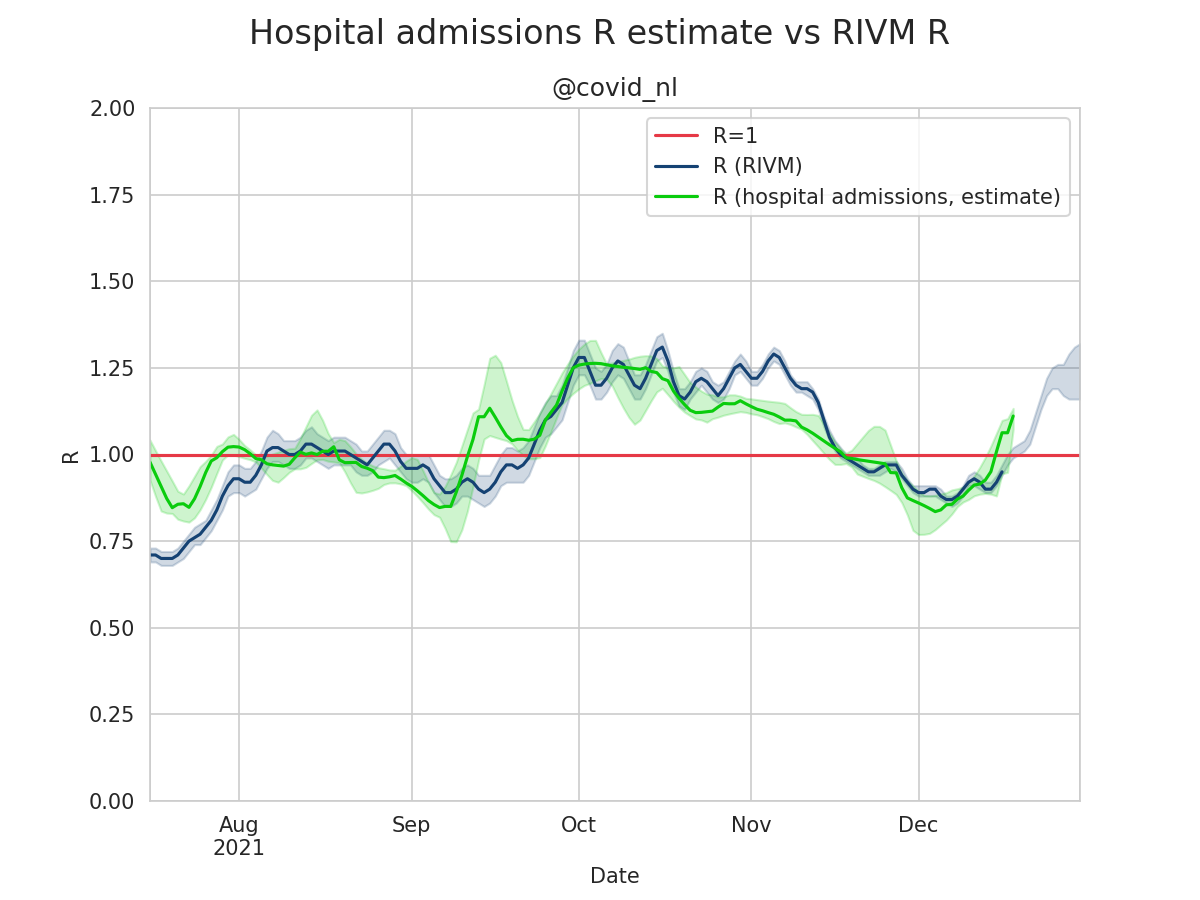 Hospital admissions R estimate vs RIVM R
@covid_nl
R=1
R (RIVM)
R (hospital admissions, estimate)
2.00
1.75
1.50
1.25
1.00
0.75
0.50
0.25
0.00
R
Aug
2021
Sep
Oct
Nov
Dec
Date